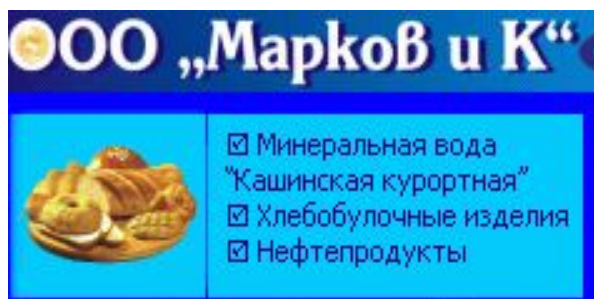 ООО „Марков и К“
☑ Минеральная вода
“Кашинская курортная”
☑ Хлебобулочные изделия
☑ Нефтепродукты